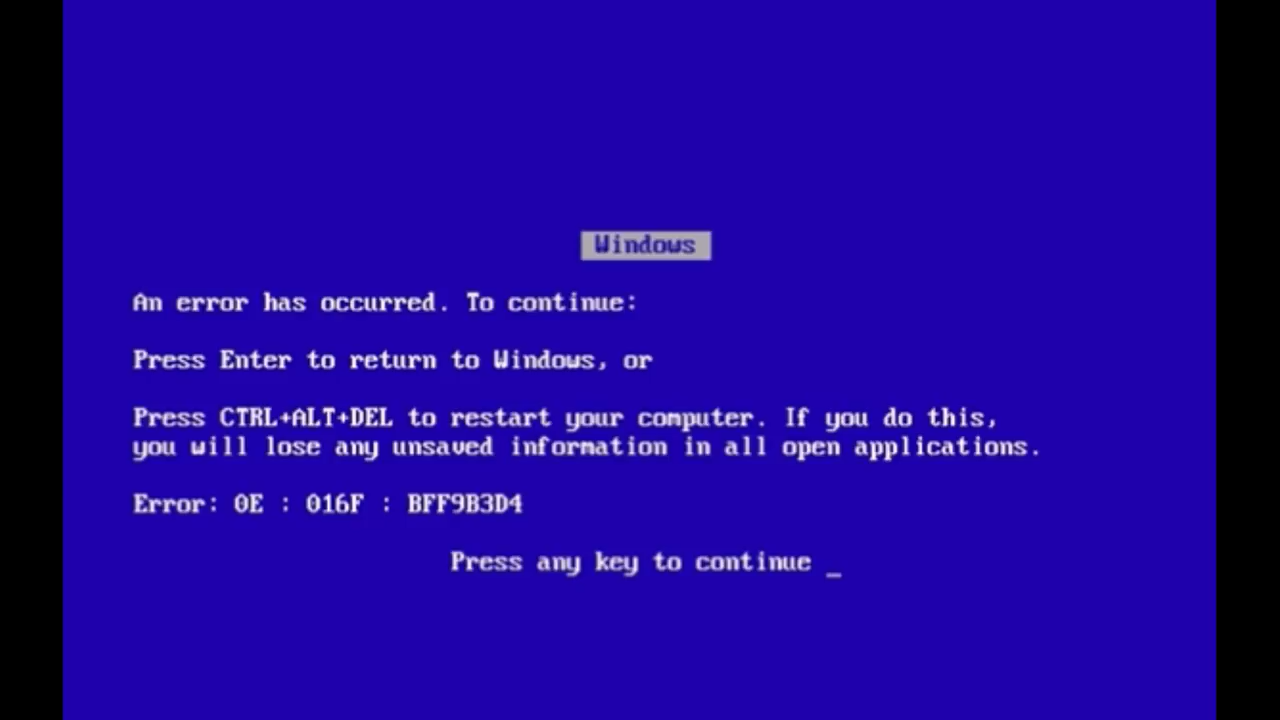 Windows
An error has occurred. To continue:
Press Enter to return to Windows, or
Press CTRL+ALT+DEL to restart your computer. If you do this,
you will lose any unsaved information in all open applications.
Error: 0E : 016F : BFF9B3D4
Press any key to continue _